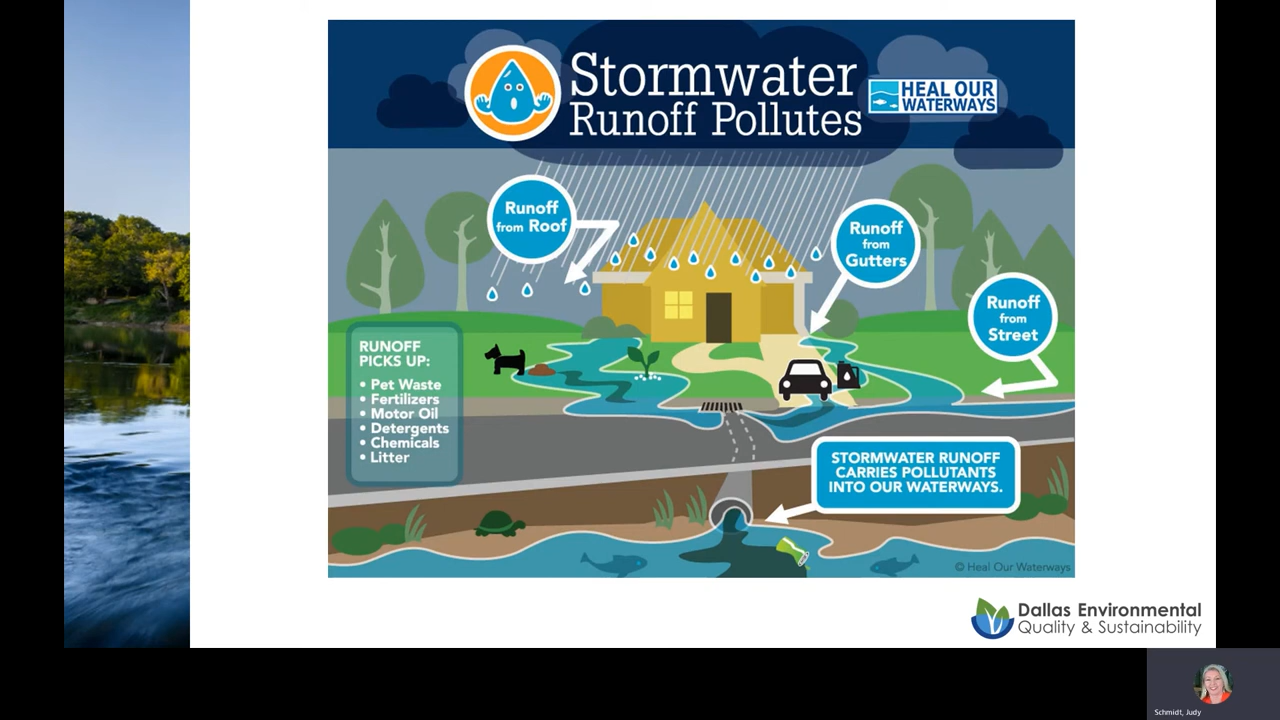 Stormwater
Runoff Pollutes
HEAL OUR
WATERWAYS
Runoff
from Roof
Runoff
from
Gutters
Runoff
from
Street
RUNOFF
PICKS UP:
• Pet Waste
• Fertilizers
• Motor Oil
• Detergents
• Chemicals
• Litter
STORMWATER RUNOFF
CARRIES POLLUTANTS
INTO OUR WATERWAYS.
© Heal Our Waterways
Dallas Environmental
Quality & Sustainability
Schmidt, Judy